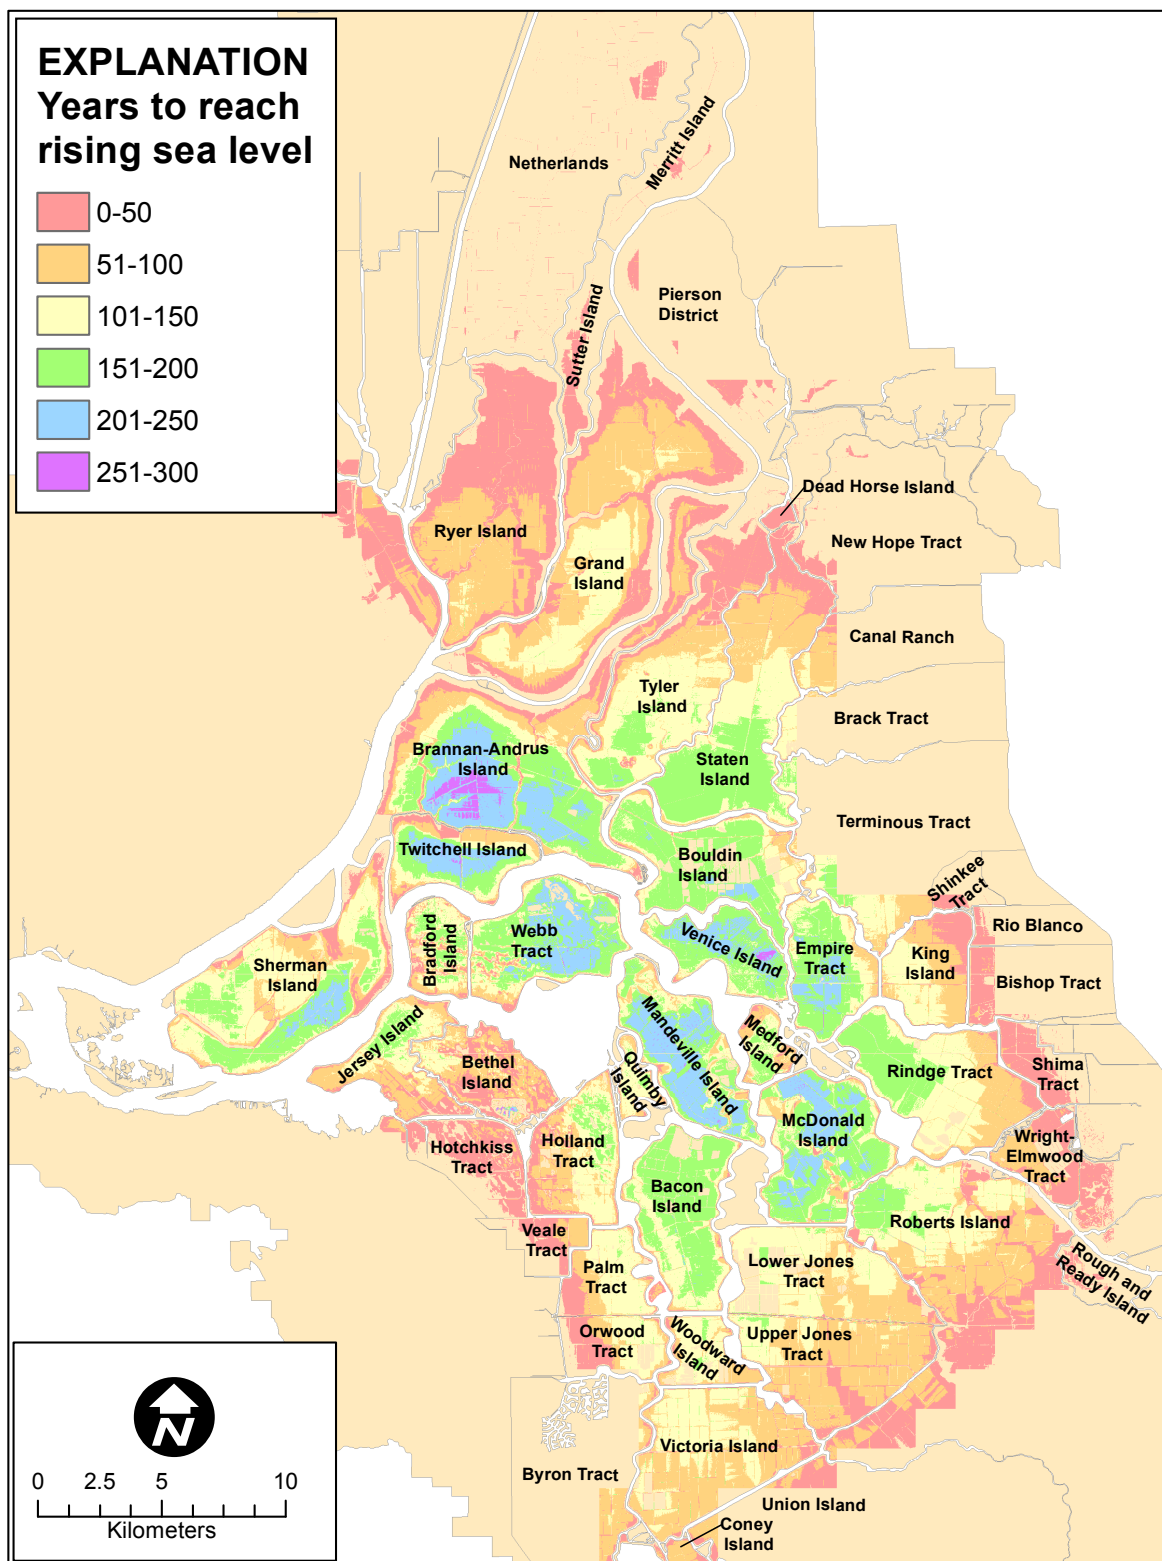 EXPLANATION
Years to reach
rising sea level
0-50
51-100
101-150
151-200
201-250
251-300
Netherlands
Merritt Island
Pierson
District
Sutter Island
Dead Horse Island
Ryer Island
New Hope Tract
Grand
Island
Canal Ranch
Tyler
Island
Brack Tract
Brannan-Andrus
Island
Staten
Island
Terminous Tract
Twitchell Island
Bouldin
Island
Shinkee
Tract
Rio Blanco
Bradford
Island
Webb
Tract
Venice Island
Empire
Tract
King
Island
Bishop Tract
Sherman
Island
Jersey Island
Bethel
Island
Quimby
Island
Mandeville Island
Medford
Island
Rindge Tract
Shima
Tract
McDonald
Island
Hotchkiss
Tract
Holland
Tract
Wright-
Elmwood
Tract
Bacon
Island
Roberts Island
Veale
Tract
Palm
Tract
Lower Jones
Tract
Rough and
Ready Island
Orwood
Tract
Woodward
Island
Upper Jones
Tract
Victoria Island
Byron Tract
Union Island
Coney
Island
N
0 2.5 5 10
Kilometers